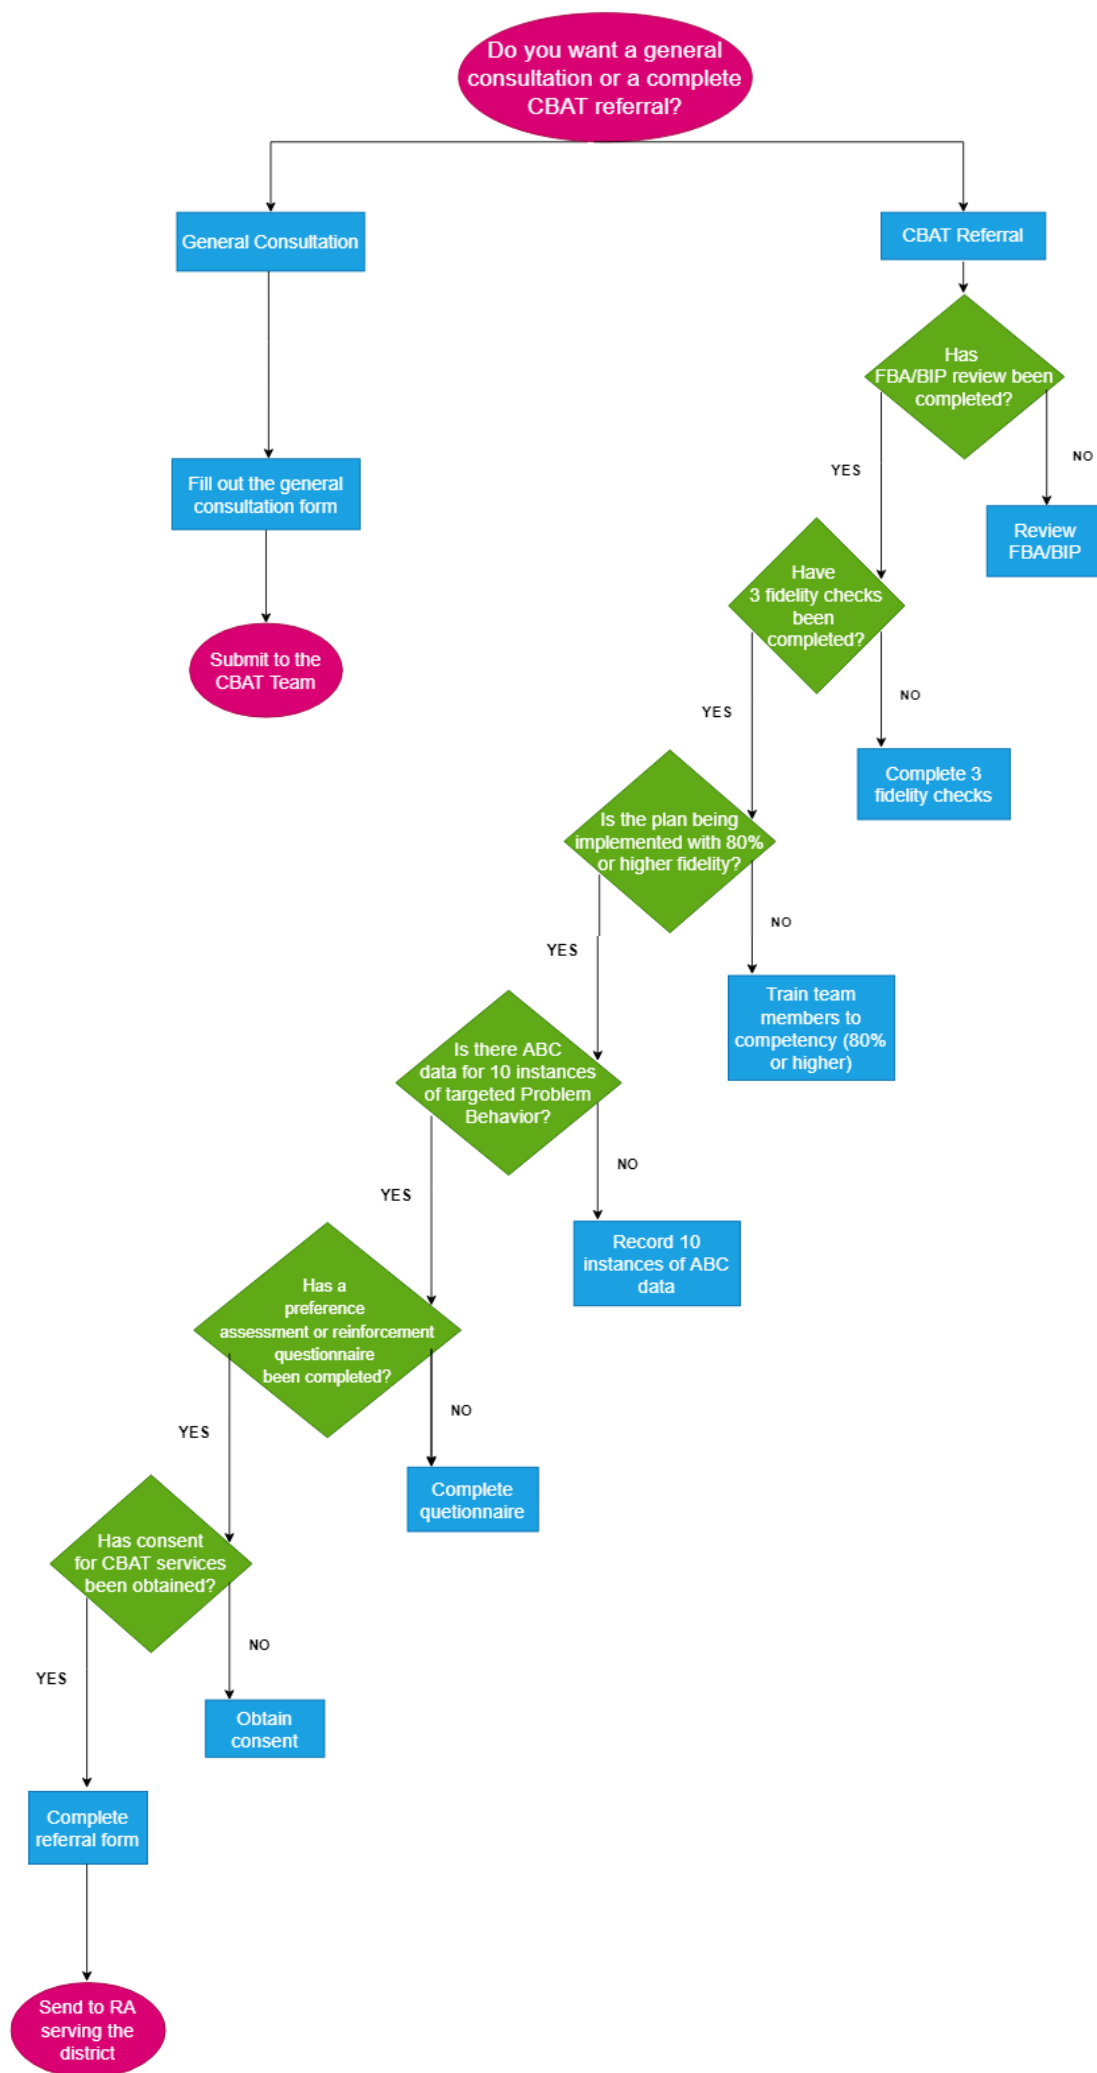 Do you want a general
consultation or a complete
CBAT referral?
General Consultation
CBAT Referral
Has
FBA/BIP review been
completed?
YES
NO
Fill out the general
consultation form
Review
FBA/BIP
Have
3 fidelity checks
been
completed?
Submit to the
CBAT Team
YES
NO
Complete 3
fidelity checks
Is the plan being
implemented with 80%
or higher fidelity?
YES
NO
Train team
members to
competency (80%
or higher)
Is there ABC
data for 10 instances
of targeted Problem
Behavior?
YES
NO
Record 10
instances of ABC
data
Has a
preference
assessment or reinforcement
questionnaire
been completed?
YES
NO
Complete
quetionnaire
Has consent
for CBAT services
been obtained?
YES
NO
Obtain
consent
Complete
referral form
Send to RA
serving the
district